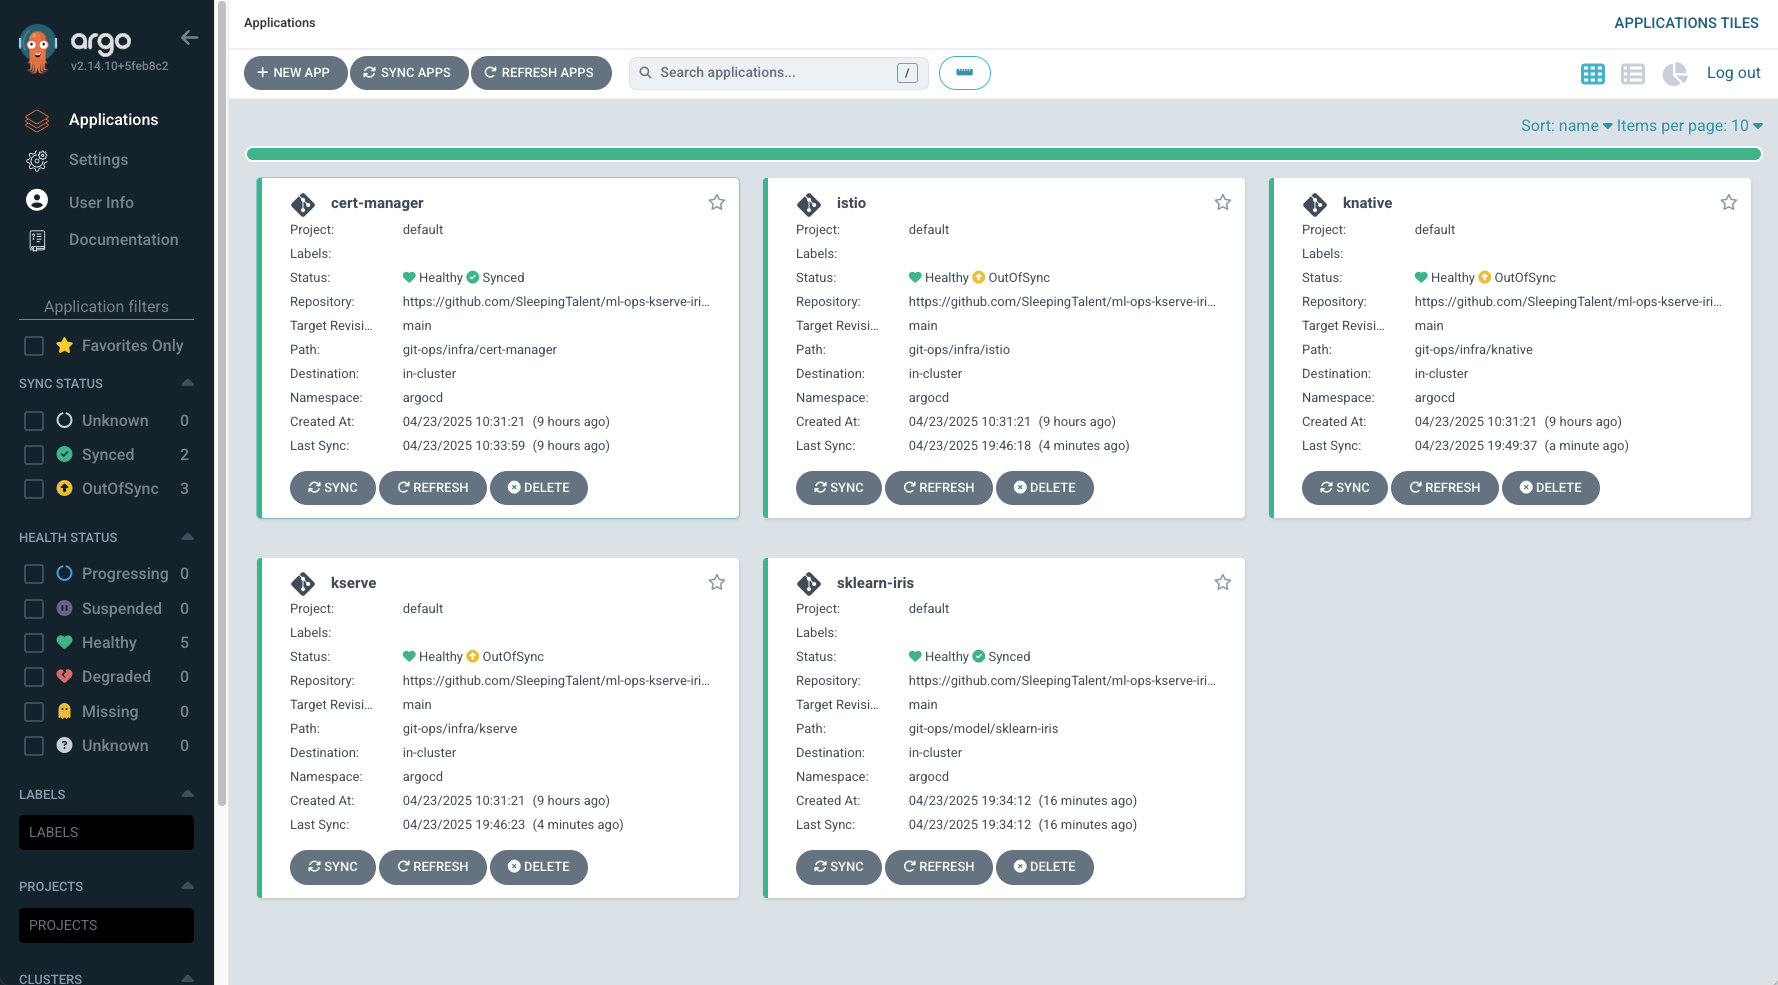 argo
v2.14.10+5feb8c2
Applications
Settings
User Info
Documentation
Application filters
Favorites Only
SYNC STATUS
Unknown 0
Synced 2
OutOfSync 3
HEALTH STATUS
Progressing 0
Suspended 0
Healthy 5
Degraded 0
Missing 0
Unknown 0
LABELS
LABELS
PROJECTS
PROJECTS
CLUSTERS
Applications
APPLICATIONS TILES
NEW APP SYNC APPS REFRESH APPS Search applications... / Log out
Sort: name Items per page: 10
cert-manager
Project: default
Labels:
Status: Healthy Synced
Repository: https://github.com/SleepingTalent/ml-ops-kserve-iri...
Target Revisi... main
Path: git-ops/infra/cert-manager
Destination: in-cluster
Namespace: argocd
Created At: 04/23/2025 10:31:21 (9 hours ago)
Last Sync: 04/23/2025 10:33:59 (9 hours ago)
SYNC REFRESH DELETE
istio
Project: default
Labels:
Status: Healthy OutOfSync
Repository: https://github.com/SleepingTalent/ml-ops-kserve-iri...
Target Revisi... main
Path: git-ops/infra/istio
Destination: in-cluster
Namespace: argocd
Created At: 04/23/2025 10:31:21 (9 hours ago)
Last Sync: 04/23/2025 19:46:18 (4 minutes ago)
SYNC REFRESH DELETE
knative
Project: default
Labels:
Status: Healthy OutOfSync
Repository: https://github.com/SleepingTalent/ml-ops-kserve-iri...
Target Revisi... main
Path: git-ops/infra/knative
Destination: in-cluster
Namespace: argocd
Created At: 04/23/2025 10:31:21 (9 hours ago)
Last Sync: 04/23/2025 19:49:37 (a minute ago)
SYNC REFRESH DELETE
kserve
Project: default
Labels:
Status: Healthy OutOfSync
Repository: https://github.com/SleepingTalent/ml-ops-kserve-iri...
Target Revisi... main
Path: git-ops/infra/kserve
Destination: in-cluster
Namespace: argocd
Created At: 04/23/2025 10:31:21 (9 hours ago)
Last Sync: 04/23/2025 19:46:23 (4 minutes ago)
SYNC REFRESH DELETE
sklearn-iris
Project: default
Labels:
Status: Healthy Synced
Repository: https://github.com/SleepingTalent/ml-ops-kserve-iri...
Target Revisi... main
Path: git-ops/model/sklearn-iris
Destination: in-cluster
Namespace: argocd
Created At: 04/23/2025 19:34:12 (16 minutes ago)
Last Sync: 04/23/2025 19:34:12 (16 minutes ago)
SYNC REFRESH DELETE